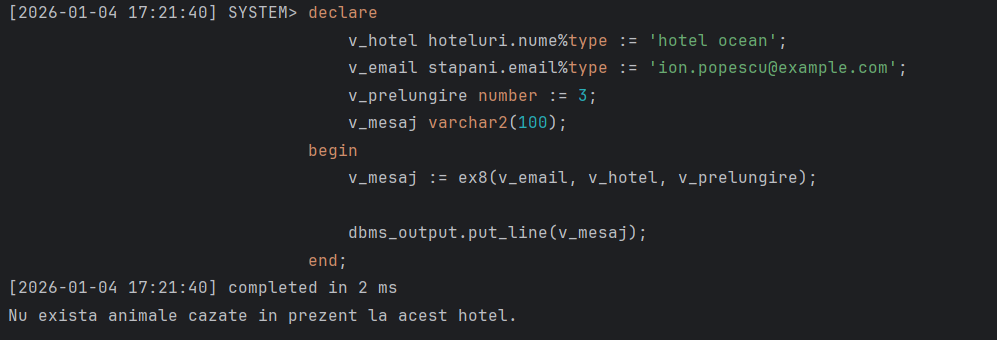 [2026-01-04 17:21:40] SYSTEM> declare
v_hotel hoteluri.nume%type := 'hotel ocean';
v_email stapani.email%type := 'ion.popescu@example.com';
v_prelungire number := 3;
v_mesaj varchar2(100);
begin
v_mesaj := ex8(v_email, v_hotel, v_prelungire);
dbms_output.put_line(v_mesaj);
end;
[2026-01-04 17:21:40] completed in 2 ms
Nu exista animale cazate in prezent la acest hotel.